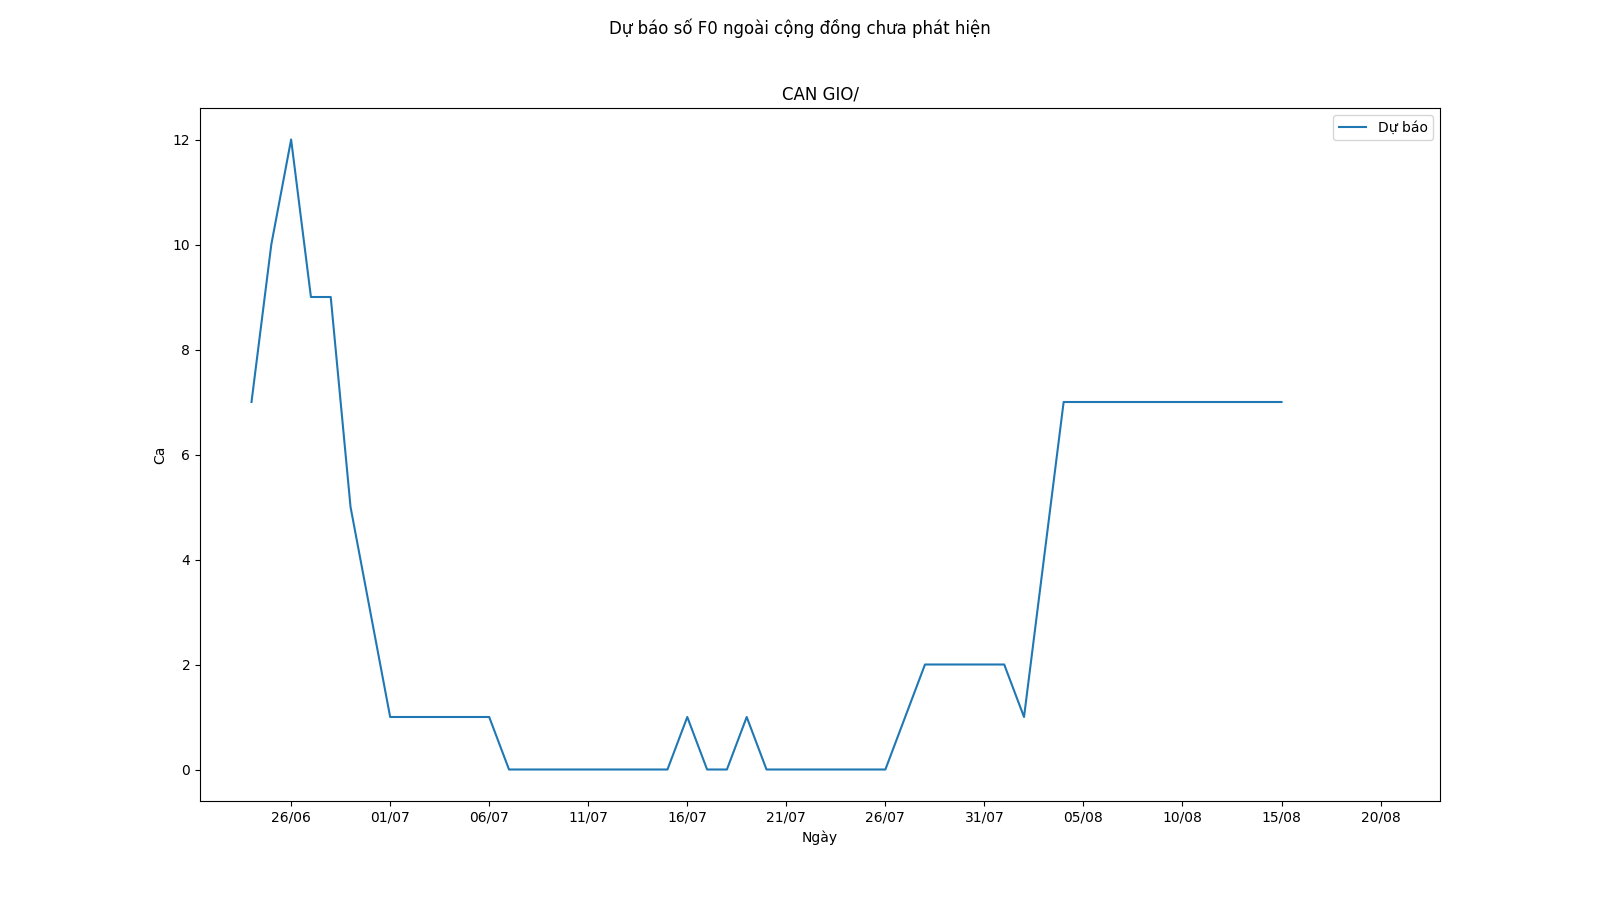 Dự báo số F0 ngoài cộng đồng chưa phát hiện
CAN GIO/
Dự báo
12
10
8
6
4
2
0
Ca
26/06 01/07 06/07 11/07 16/07 21/07 26/07 31/07 05/08 10/08 15/08 20/08
Ngày